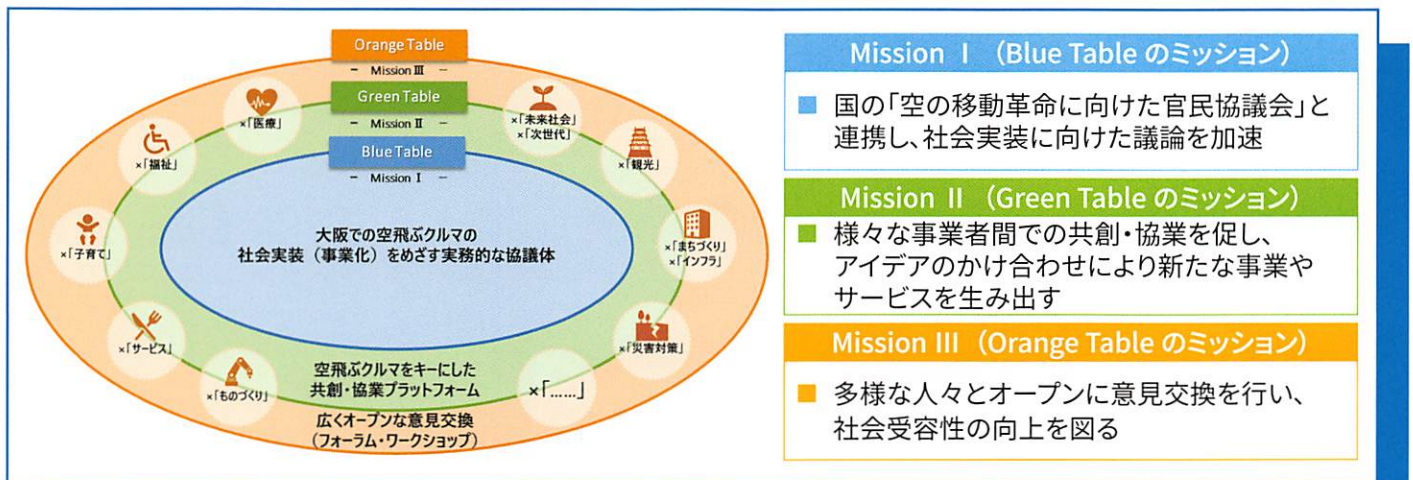 Orange Table
－ Mission Ⅲ －
Green Table
－ Mission Ⅱ －
Blue Table
－ Mission Ⅰ －
×「医療」
×「未来社会」
×「次世代」
×「福祉」
×「観光」
×「子育て」
×「まちづくり」
×「インフラ」
大阪での空飛ぶクルマの
社会実装（事業化）をめざす実務的な協議体
×「サービス」
×「災害対策」
×「ものづくり」
×「……」
空飛ぶクルマをキーにした
共創・協業プラットフォーム
広くオープンな意見交換
（フォーラム・ワークショップ）
Mission Ⅰ （Blue Table のミッション）
■ 国の「空の移動革命に向けた官民協議会」と
連携し、社会実装に向けた議論を加速
Mission Ⅱ （Green Table のミッション）
■ 様々な事業者間での共創・協業を促し、
アイデアのかけ合わせにより新たな事業や
サービスを生み出す
Mission Ⅲ （Orange Table のミッション）
■ 多様な人々とオープンに意見交換を行い、
社会受容性の向上を図る